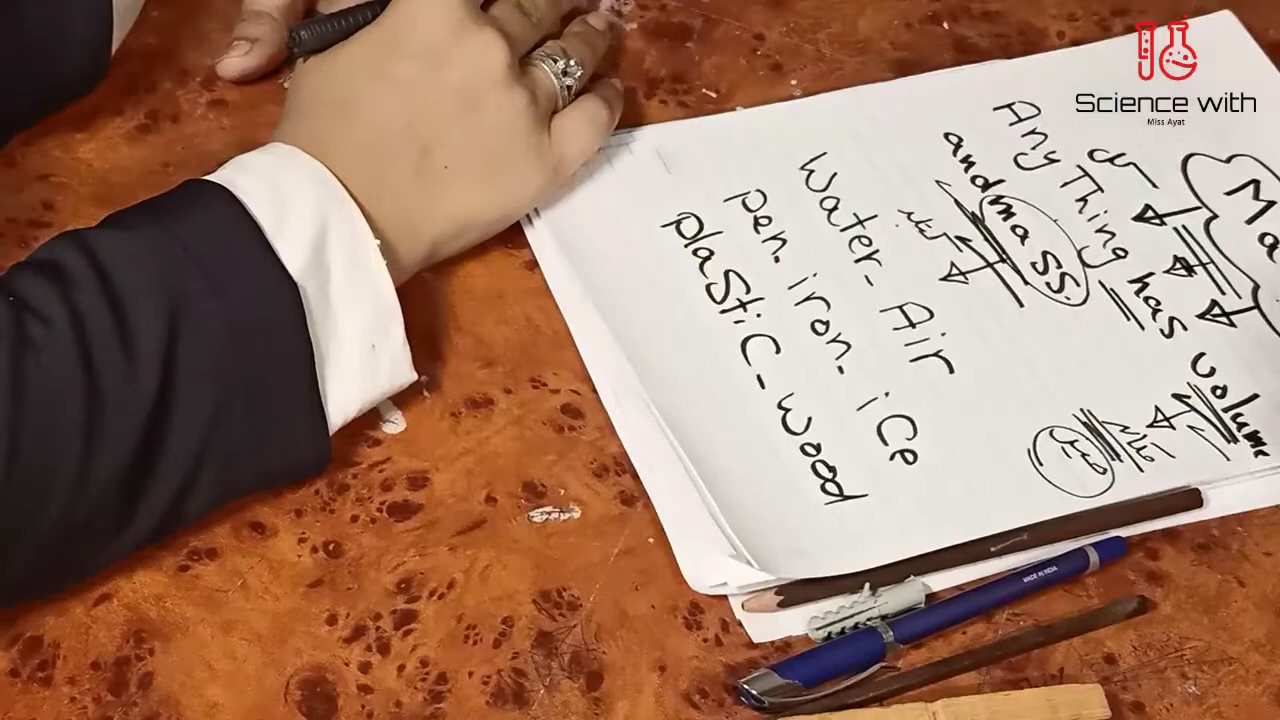 Science with
Miss Ayat
Ma
Any Thing has volume
and mass.
حجم
Water - Air
pen. iron - ice
plastic - wood
MADE IN INDIA